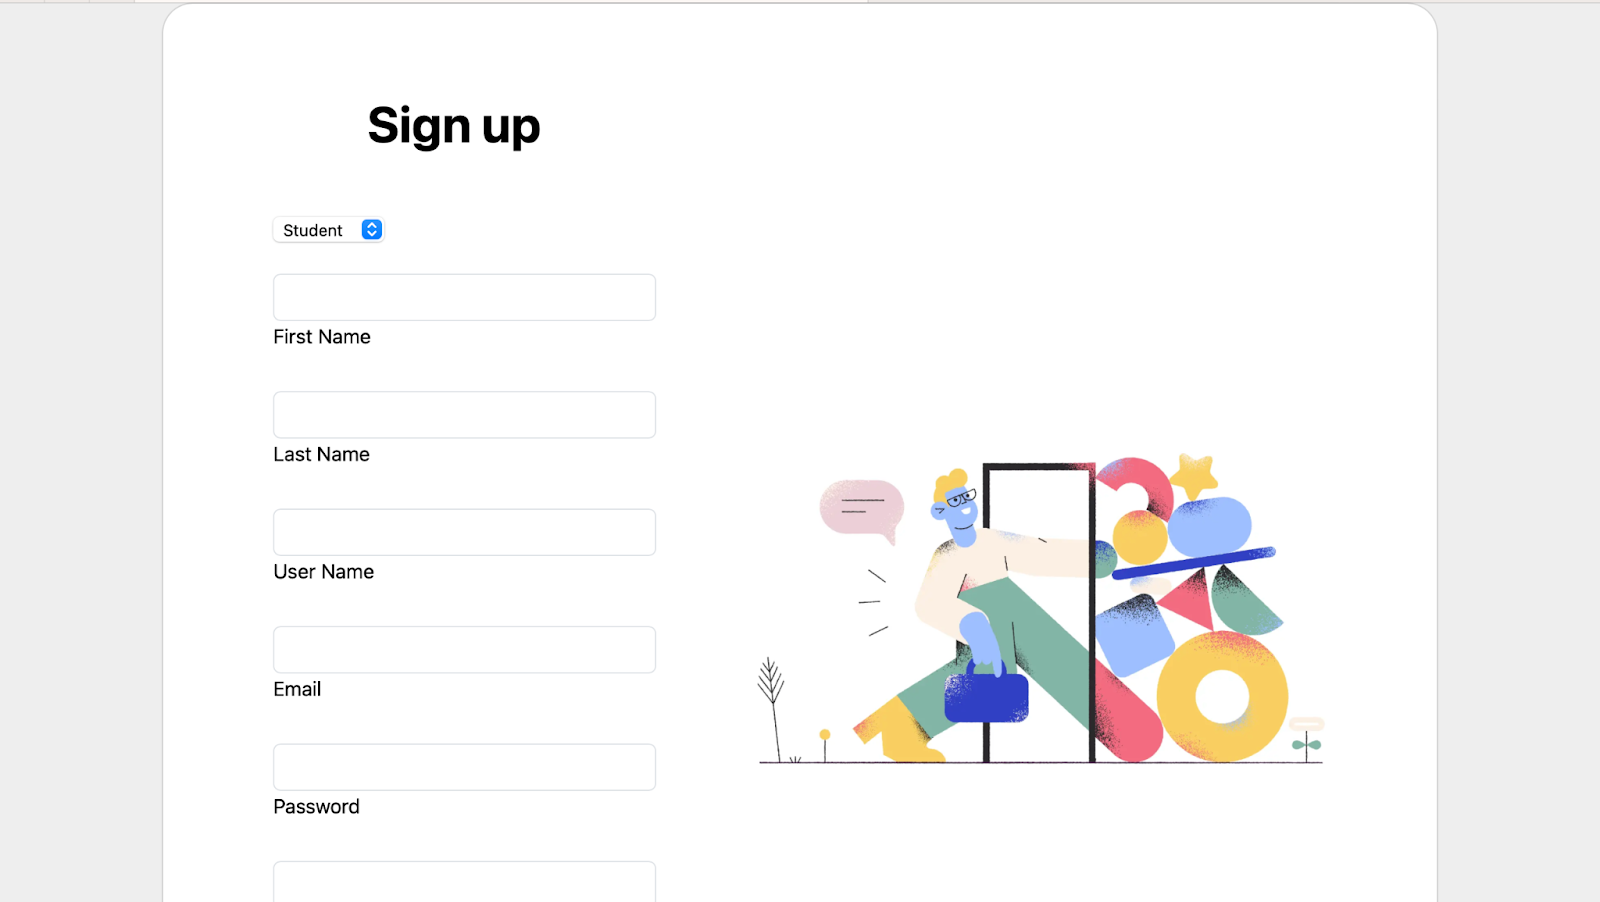 Sign up
Student
First Name
Last Name
User Name
Email
Password